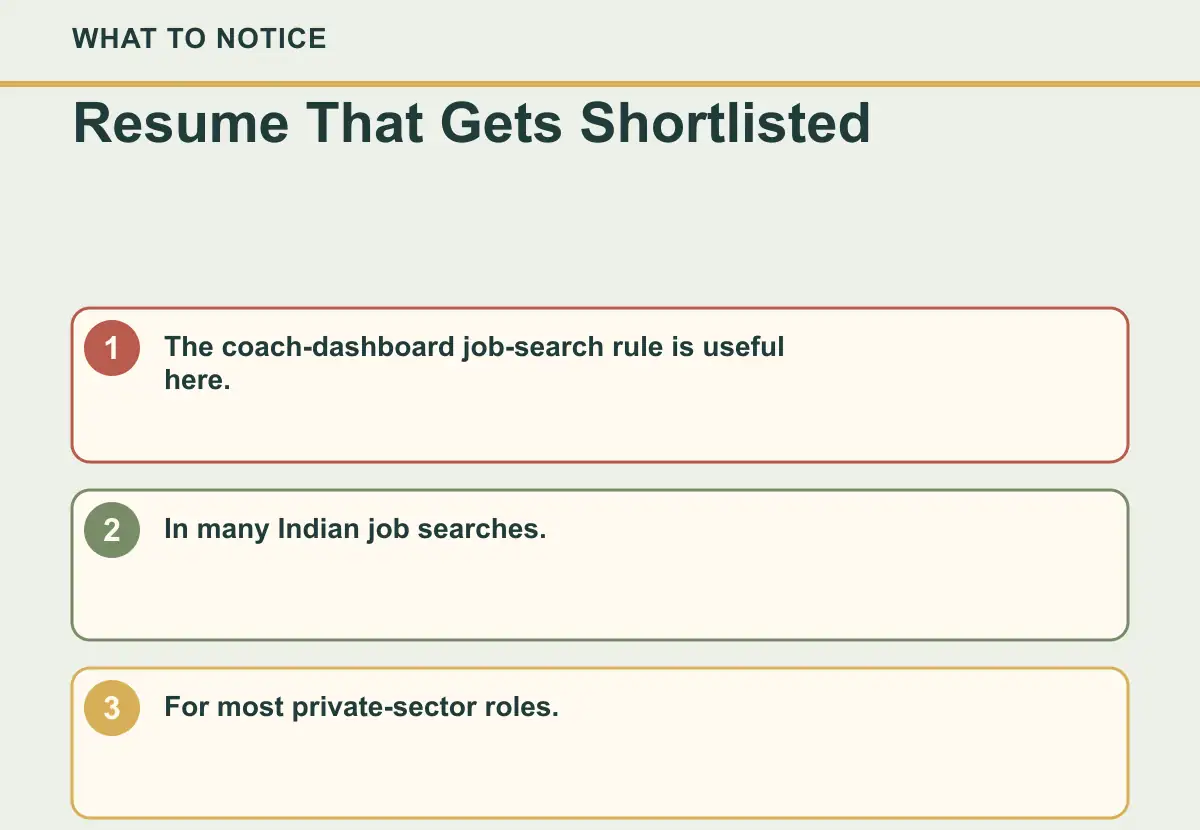 WHAT TO NOTICE
Resume That Gets Shortlisted
1
The coach-dashboard job-search rule is useful
here.
2
In many Indian job searches.
3
For most private-sector roles.